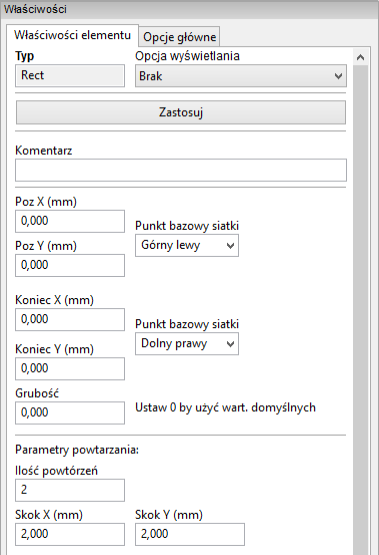 Właściwości
Właściwości elementu Opcje główne
Typ Opcja wyświetlania
Rect Brak
Zastosuj
Komentarz
Poz X (mm)
0,000 Punkt bazowy siatki
Poz Y (mm) Górny lewy
0,000
Koniec X (mm)
0,000 Punkt bazowy siatki
Koniec Y (mm) Dolny prawy
0,000
Grubość
0,000 Ustaw 0 by użyć wart. domyślnych
Parametry powtarzania:
Ilość powtórzeń
2
Skok X (mm) Skok Y (mm)
2,000 2,000